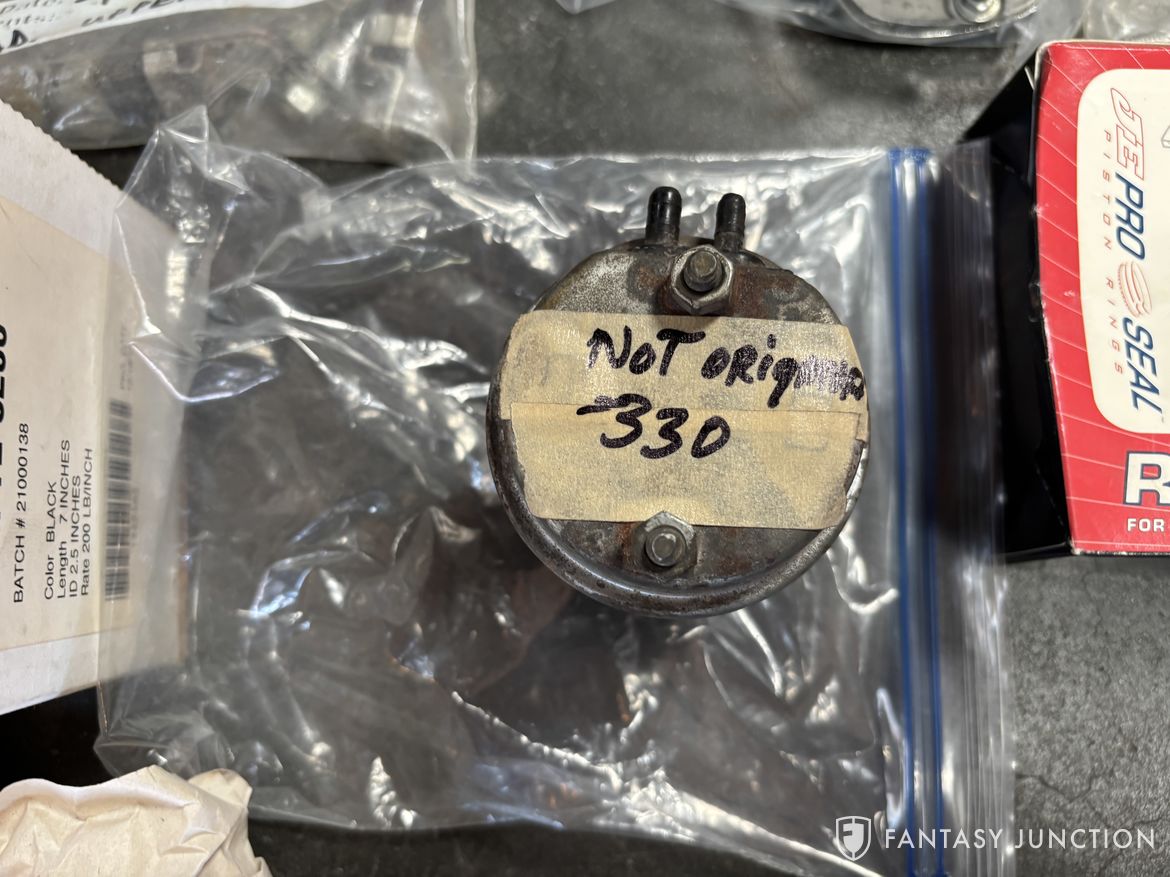 NOT ORIGINAL
-330
BATCH # 21000138
Color BLACK
Length 7 INCHES
ID 2.5 INCHES
Rate 200 LB/INCH
JE PRO SEAL
PISTON RINGS
FOR
FANTASY JUNCTION